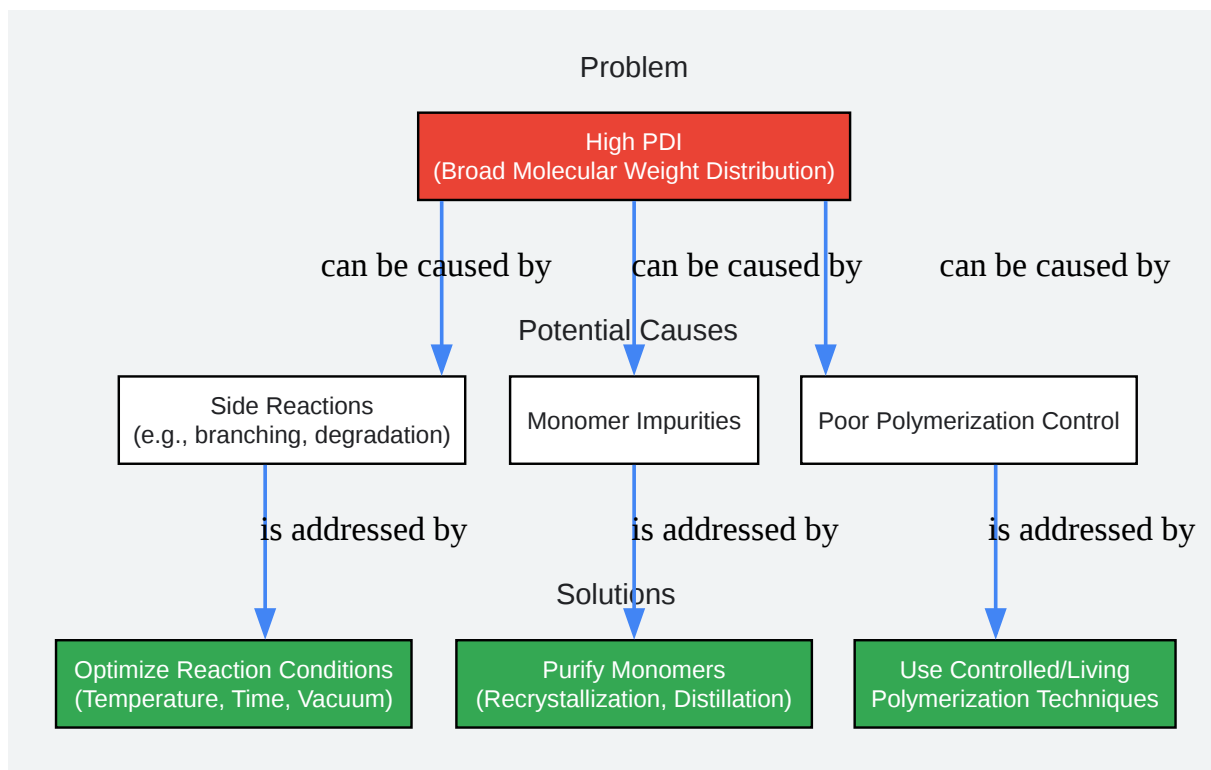 Problem
High PDI
(Broad Molecular Weight Distribution)
can be caused by
can be caused by
can be caused by
Potential Causes
Side Reactions
(e.g., branching, degradation)
Monomer Impurities
Poor Polymerization Control
is addressed by
is addressed by
is addressed by
Solutions
Optimize Reaction Conditions
(Temperature, Time, Vacuum)
Purify Monomers
(Recrystallization, Distillation)
Use Controlled/Living
Polymerization Techniques